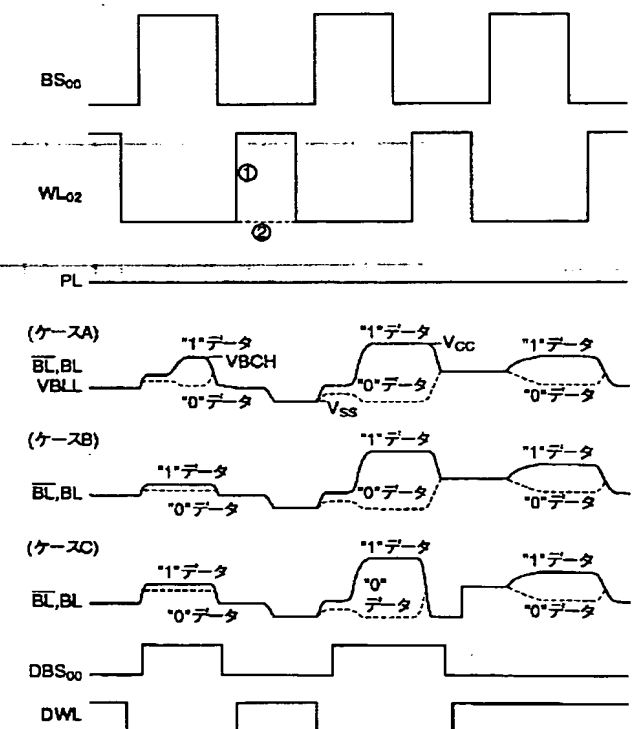 BS₀₀
WL₀₂
①
②
PL
(ケースA)
"1"データ
VBCH
"1"データ
VCC
"1"データ
BL,BL
VBLL
"0"データ
VSS
"0"データ
"0"データ
(ケースB)
"1"データ
"1"データ
"1"データ
BL,BL
"0"データ
"0"データ
"0"データ
(ケースC)
"1"データ
"1"データ
"1"データ
BL,BL
"0"データ
"0"
データ
"0"データ
DBS₀₀
DWL